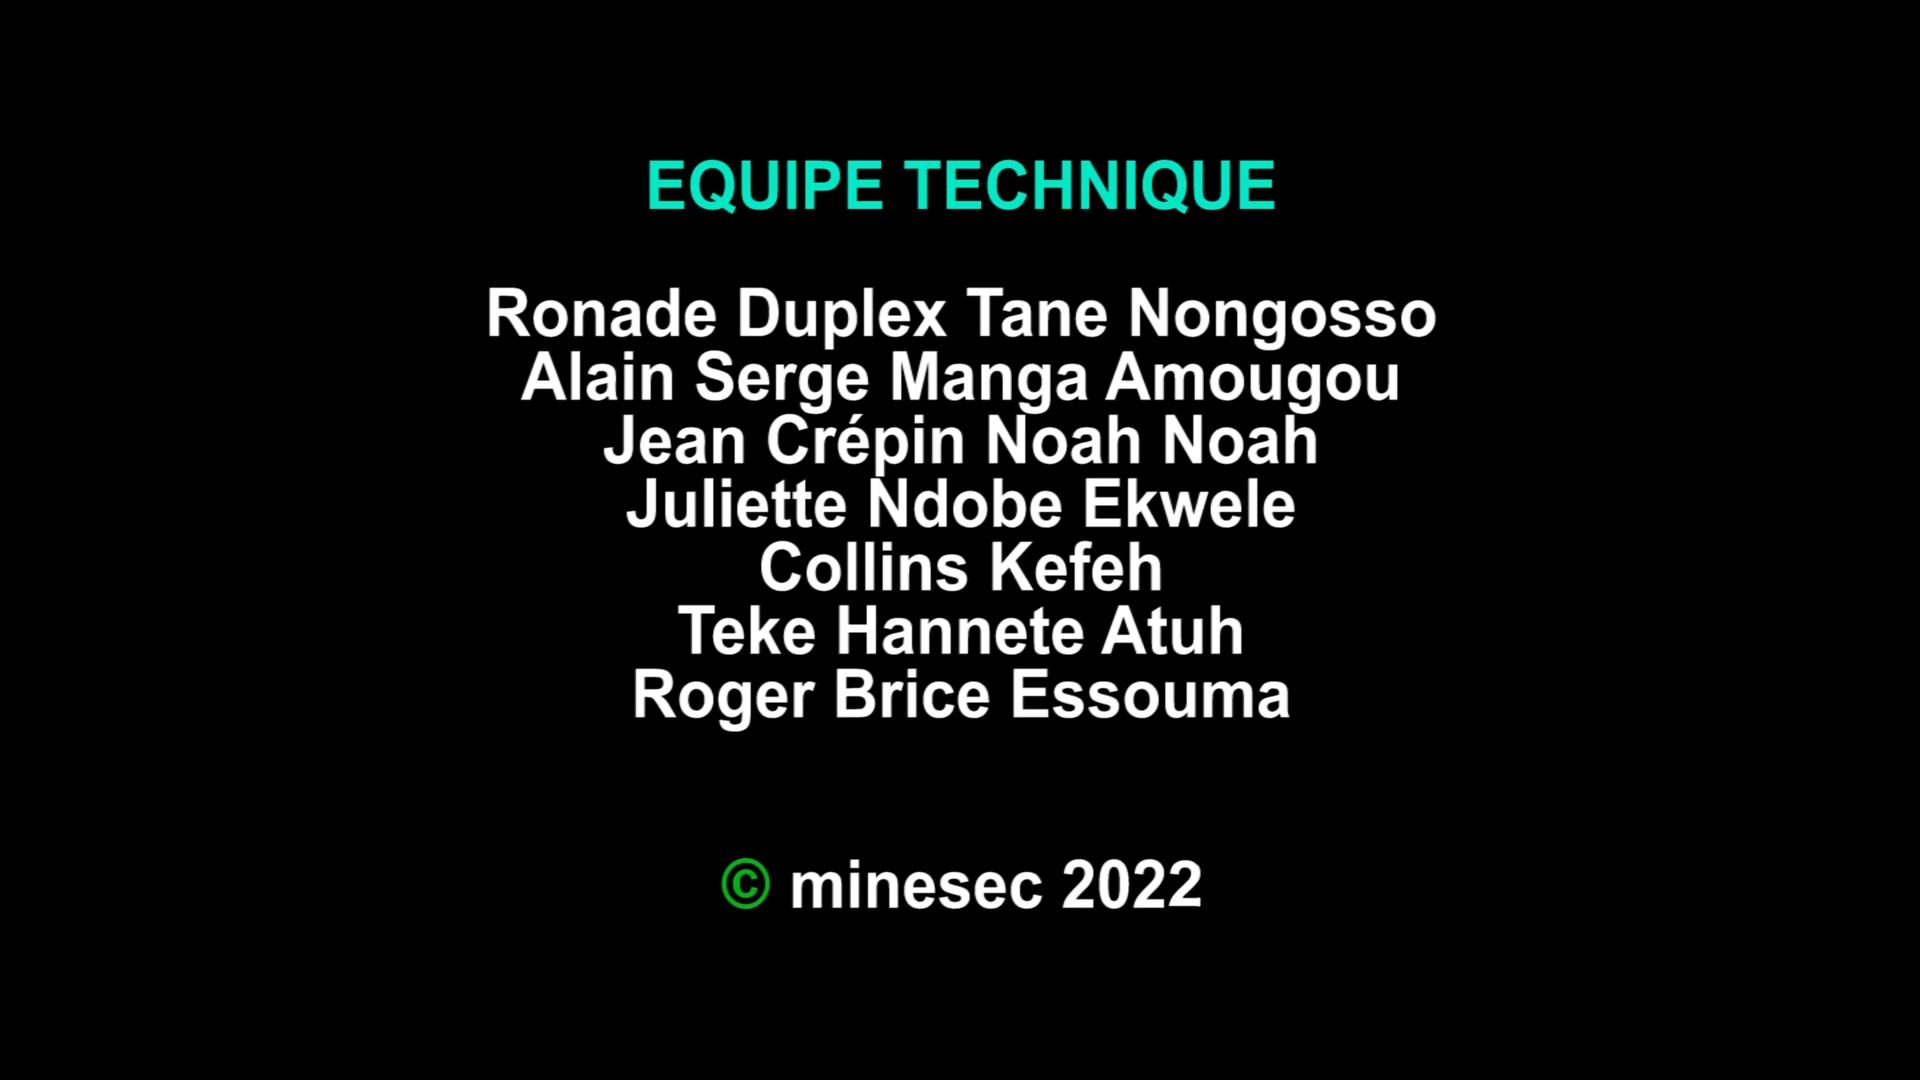 EQUIPE TECHNIQUE
Ronade Duplex Tane Nongosso
Alain Serge Manga Amougou
Jean Crépin Noah Noah
Juliette Ndobe Ekwele
Collins Kefeh
Teke Hannete Atuh
Roger Brice Essouma
© minesec 2022